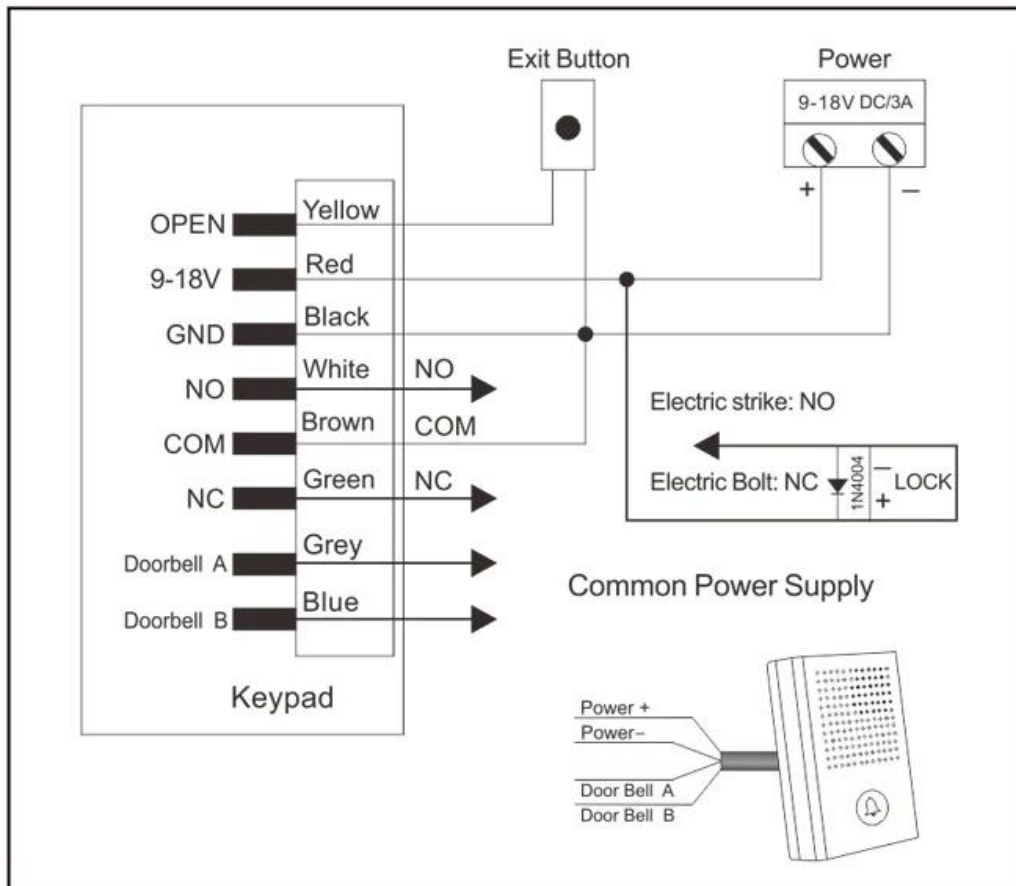 Exit Button
Power
9-18V DC/3A
+
−
OPEN
Yellow
9-18V
Red
GND
Black
NO
White
NO
COM
Brown
COM
NC
Green
NC
Doorbell A
Grey
Doorbell B
Blue
Keypad
Electric strike: NO
Electric Bolt: NC
1N4004
−
+
LOCK
Common Power Supply
Power +
Power−
Door Bell A
Door Bell B